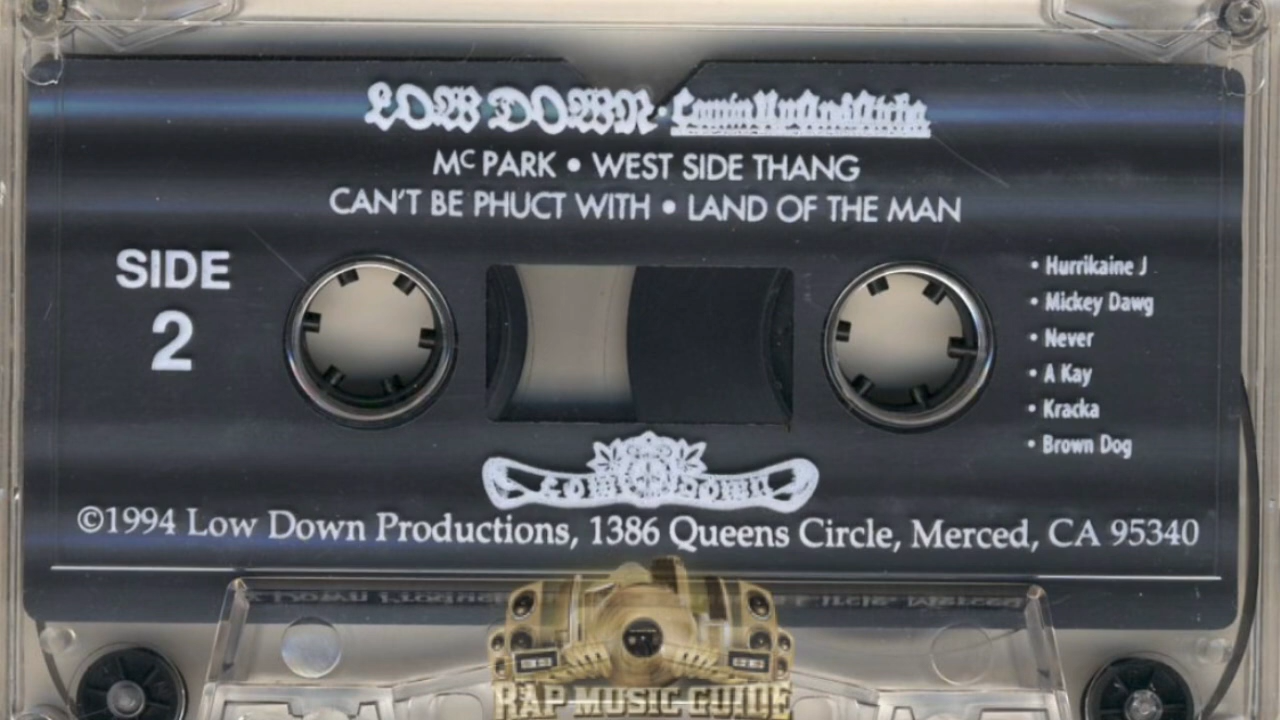 LOW DOWN •
Mc PARK • WEST SIDE THANG
CAN'T BE PHUCT WITH • LAND OF THE MAN
SIDE
2
• Hurrikaine J
• Mickey Dawg
• Never
• A Kay
• Kracka
• Brown Dog
LOW DOWN
©1994 Low Down Productions, 1386 Queens Circle, Merced, CA 95340
RAP MUSIC GUIDE